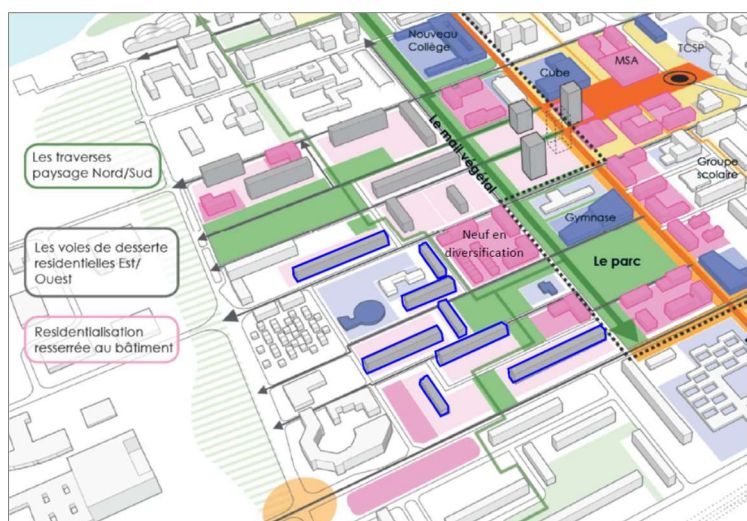 Nouveau
Collège
TCSP
MSA
Cube
Le mail végétal
Les traverses
paysage Nord/Sud
Groupe
scolaire
Gymnase
Neuf en
diversification
Le parc
Les voies de desserte
residentielles Est/
Ouest
Residentialisation
resserrée au bâtiment